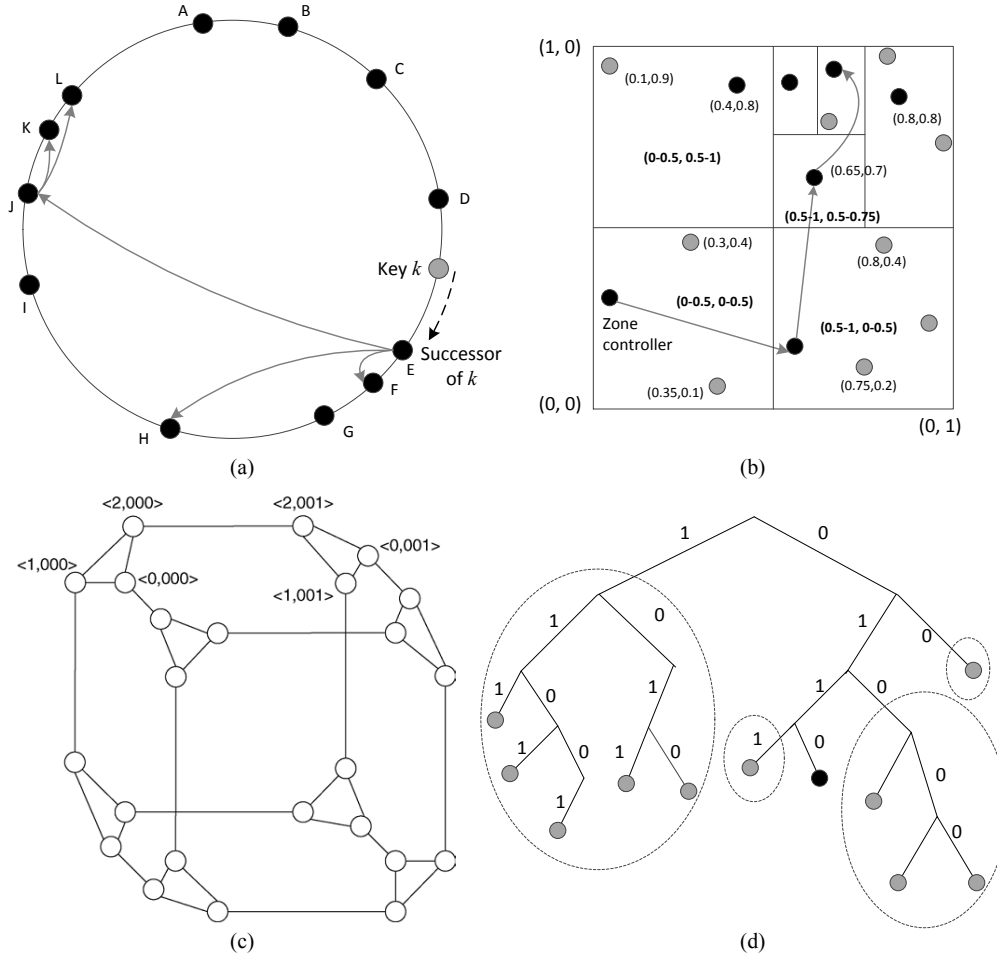 A
B
C
L
K
D
J
Key k
I
Successor
of k
E
F
G
H
(a)
(1, 0)
(0.1,0.9)
(0.4,0.8)
(0.8,0.8)
(0-0.5, 0.5-1)
(0.65,0.7)
(0.5-1, 0.5-0.75)
(0.3,0.4)
(0.8,0.4)
(0-0.5, 0-0.5)
Zone
controller
(0.5-1, 0-0.5)
(0.35,0.1)
(0.75,0.2)
(0, 0)
(0, 1)
(b)
<2,000>
<2,001>
<0,001>
<1,000>
<0,000>
<1,001>
(c)
1
0
1
0
1
0
1
0
1
1
0
1
0
1
0
1
0
1
0
0
1
0
(d)